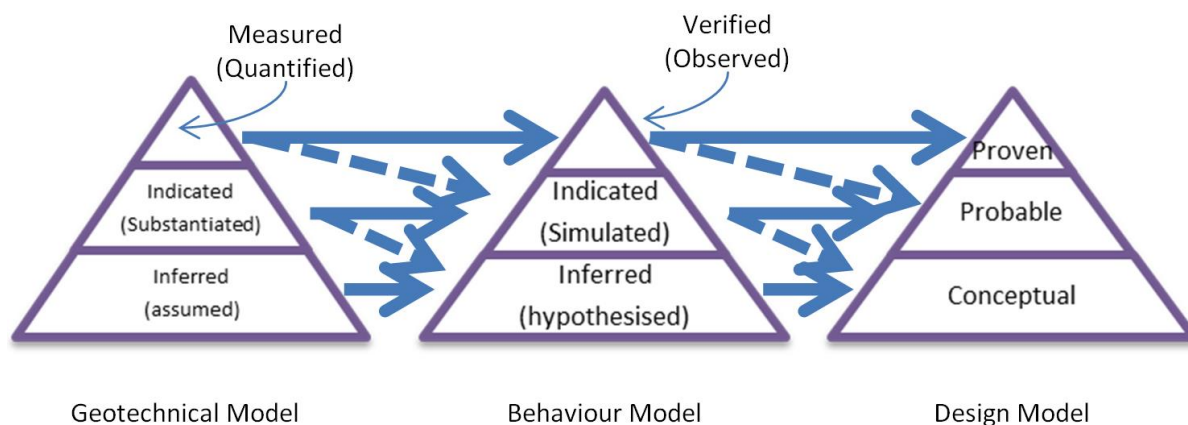 Measured
(Quantified)
Verified
(Observed)
Indicated
(Substantiated)
Inferred
(assumed)
Indicated
(Simulated)
Inferred
(hypothesised)
Proven
Probable
Conceptual
Geotechnical Model
Behaviour Model
Design Model